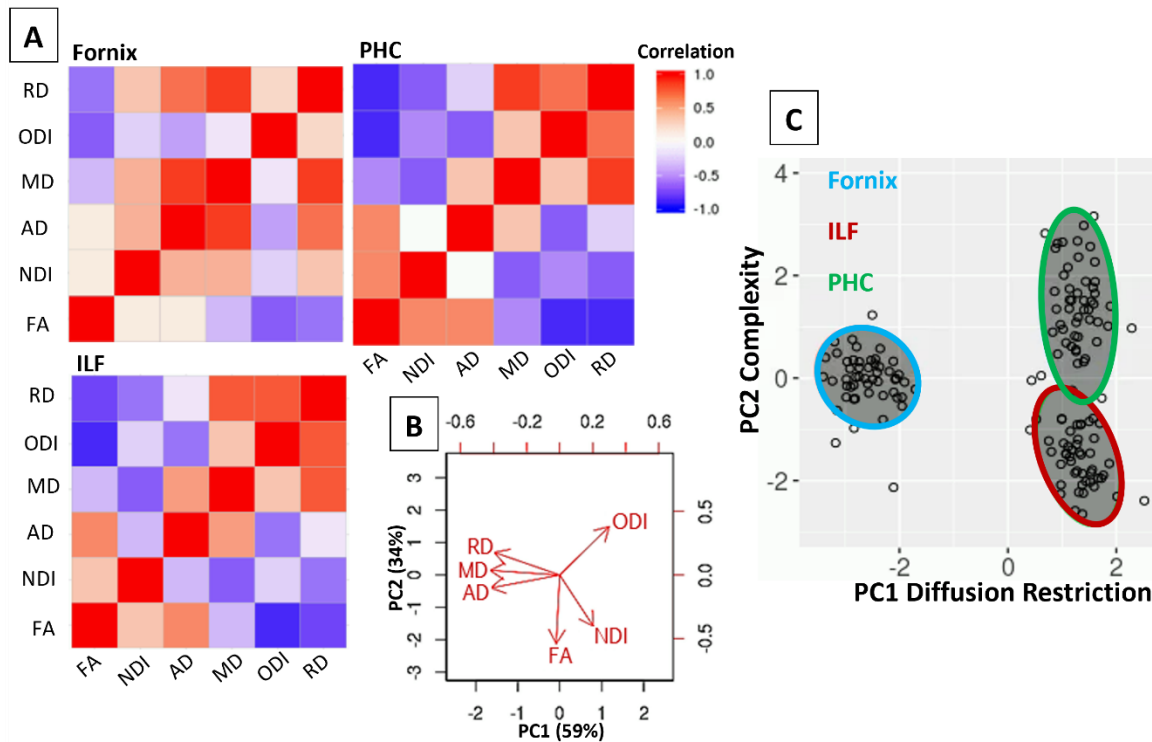 A
Fornix
RD
ODI
MD
AD
NDI
FA
PHC
FA
NDI
AD
MD
ODI
RD
Correlation
1.0
0.5
0.0
-0.5
-1.0
ILF
RD
ODI
MD
AD
NDI
FA
FA
NDI
AD
MD
ODI
RD
B
-0.6
-0.2
0.2
0.6
3
2
1
0
-1
-2
-3
PC2 (34%)
ODI
RD
MD
AD
NDI
FA
0.5
0.0
-0.5
-2
-1
0
1
2
PC1 (59%)
C
Fornix
ILF
PHC
4
2
0
-2
PC2 Complexity
-2
0
2
PC1 Diffusion Restriction